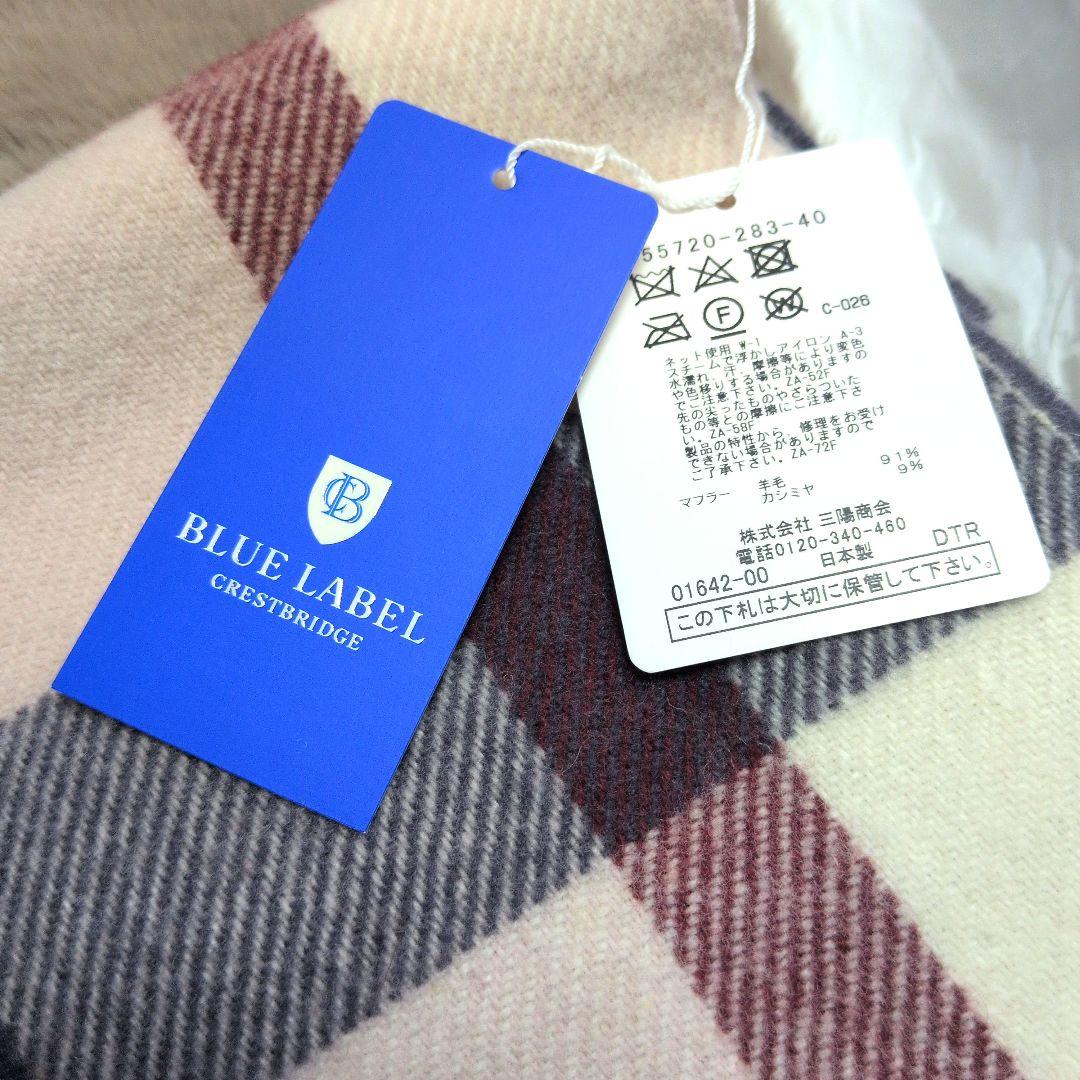 CB
BLUE LABEL
CRESTBRIDGE
55720-283-40
F
W
C-026
ネット使用 W-1
スチームで浮かしアイロン A-3
水濡れ、汗、摩擦等により変色
や色移りする場合がありますの
でご注意下さい。ZA-52F
先の尖ったものやざらついた
もの等との摩擦にご注意下さ
い。ZA-58F
製品の特性から、修理をお受け
できない場合がありますので
ご了承下さい。ZA-72F
マフラー 羊毛 91%
カシミヤ 9%
株式会社 三陽商会
電話0120-340-460
日本製 DTR
01642-00
この下札は大切に保管して下さい。